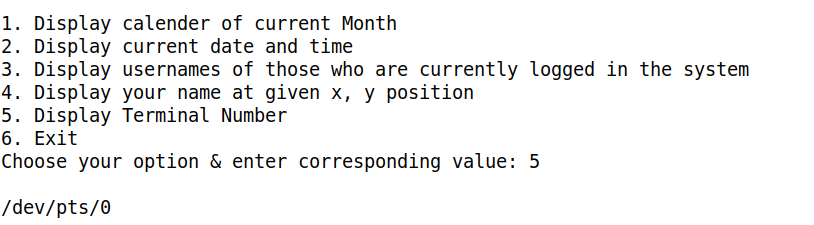 1. Display calender of current Month
2. Display current date and time
3. Display usernames of those who are currently logged in the system
4. Display your name at given x, y position
5. Display Terminal Number
6. Exit
Choose your option & enter corresponding value: 5
/dev/pts/0